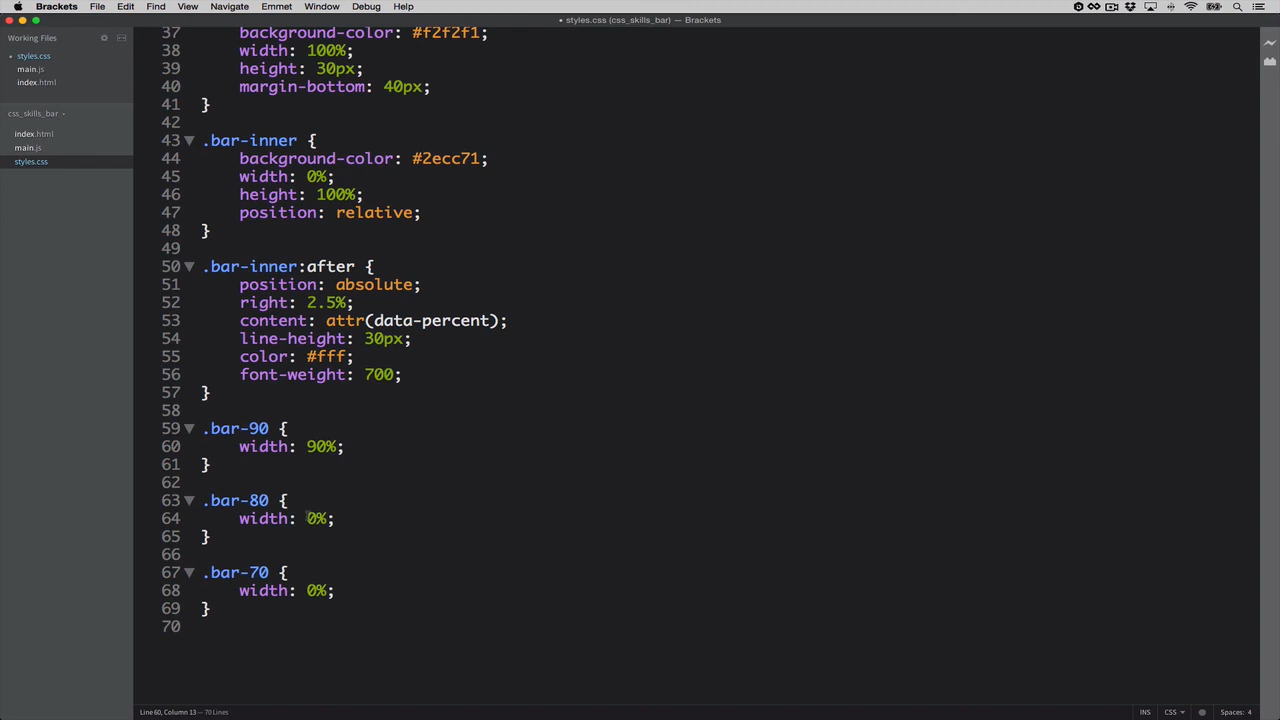 Brackets File Edit Find View Navigate Emmet Window Debug Help
• styles.css (css_skills_bar) — Brackets
Working Files
styles.css
main.js
index.html
css_skills_bar
index.html
main.js
styles.css
37 background-color: #f2f2f1;
38 width: 100%;
39 height: 30px;
40 margin-bottom: 40px;
41 }
42
43 .bar-inner {
44 background-color: #2ecc71;
45 width: 0%;
46 height: 100%;
47 position: relative;
48 }
49
50 .bar-inner:after {
51 position: absolute;
52 right: 2.5%;
53 content: attr(data-percent);
54 line-height: 30px;
55 color: #fff;
56 font-weight: 700;
57 }
58
59 .bar-90 {
60 width: 90%;
61 }
62
63 .bar-80 {
64 width: 0%;
65 }
66
67 .bar-70 {
68 width: 0%;
69 }
70
Line 60, Column 13 — 70 Lines
INS CSS Spaces: 4